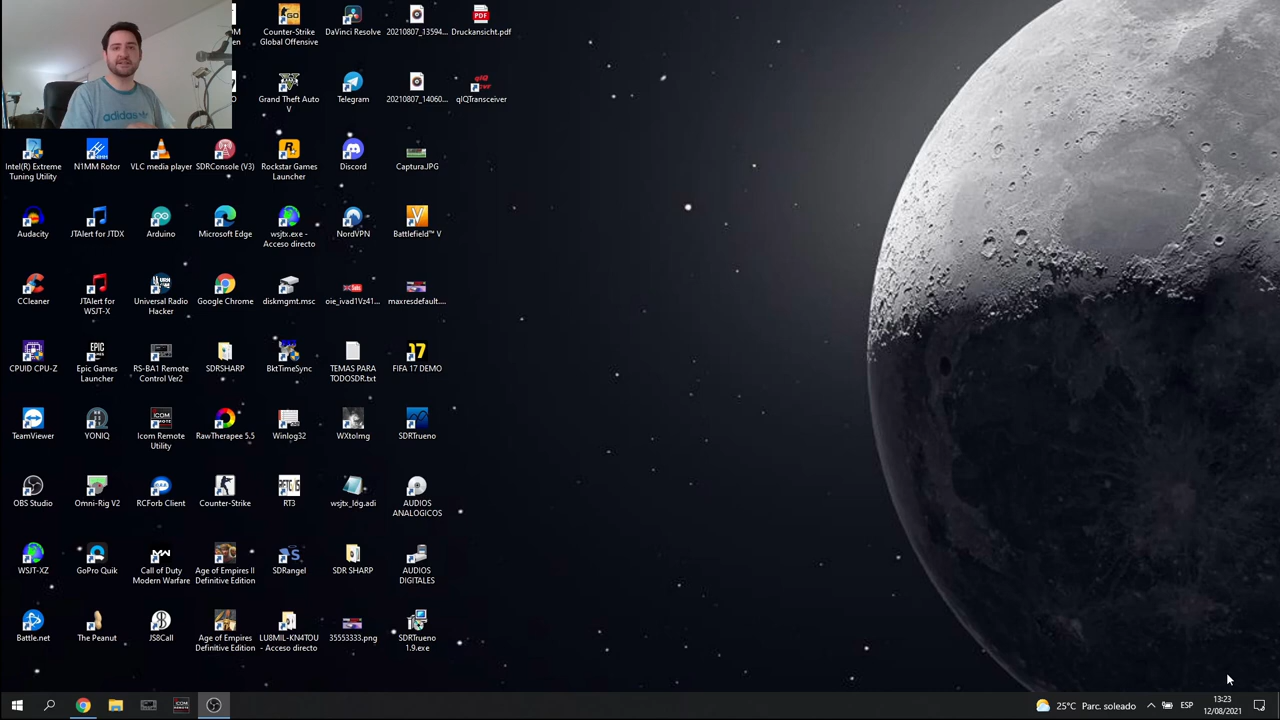 adidas
en
O
Counter-Strike
Global Offensive
DaVinci Resolve
20210807_13594...
Druckansicht.pdf
Grand Theft Auto
V
Telegram
20210807_14060...
qIQTransceiver
Intel(R) Extreme
Tuning Utility
N1MM Rotor
VLC media player
SDRConsole (V3)
Rockstar Games
Launcher
Discord
Captura.JPG
Audacity
JTAlert for JTDX
Arduino
Microsoft Edge
wsjtx.exe -
Acceso directo
NordVPN
Battlefield™ V
CCleaner
JTAlert for
WSJT-X
Universal Radio
Hacker
Google Chrome
diskmgmt.msc
oie_ivad1Vz41...
maxresdefault....
CPUID CPU-Z
Epic Games
Launcher
RS-BA1 Remote
Control Ver2
SDRSHARP
BktTimeSync
TEMAS PARA
TODOSDR.txt
FIFA 17 DEMO
TeamViewer
YONIQ
Icom Remote
Utility
RawTherapee 5.5
Winlog32
WXtoImg
SDRTrueno
OBS Studio
Omni-Rig V2
RCForb Client
Counter-Strike
RT3
wsjtx_log.adi
AUDIOS
ANALOGICOS
WSJT-XZ
GoPro Quik
Call of Duty
Modern Warfare
Age of Empires II
Definitive Edition
SDRangel
SDR SHARP
AUDIOS
DIGITALES
Battle.net
The Peanut
JS8Call
Age of Empires
Definitive Edition
LU8MIL-KN4TOU
- Acceso directo
35553333.png
SDRTrueno
1.9.exe
25°C Parc. soleado
ESP
13:23
12/08/2021